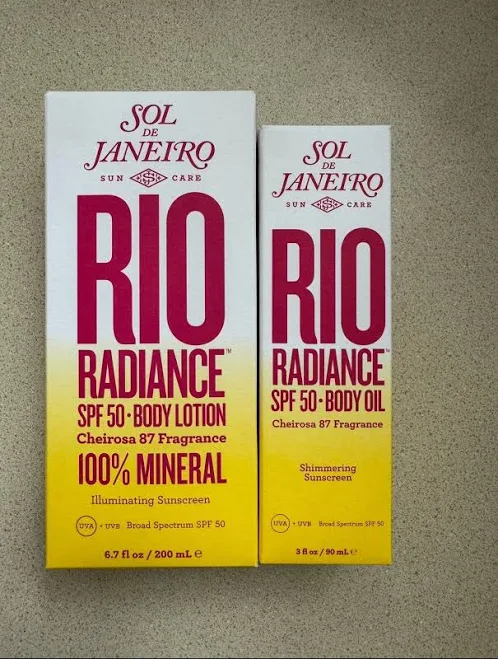 SOL
DE
JANEIRO
SUN CARE
RIO
RADIANCE™
SPF 50 · BODY LOTION
Cheirosa 87 Fragrance
100% MINERAL
Illuminating Sunscreen
UVA + UVB Broad Spectrum SPF 50
6.7 fl oz / 200 mL ℮
SOL
DE
JANEIRO
SUN CARE
RIO
RADIANCE™
SPF 50 · BODY OIL
Cheirosa 87 Fragrance
Shimmering
Sunscreen
UVA + UVB Broad Spectrum SPF 50
3 fl oz / 90 mL ℮